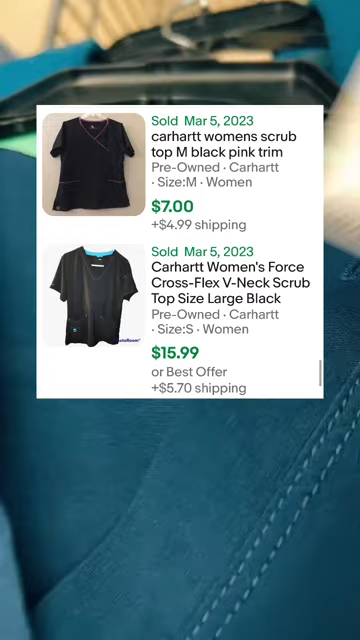 Sold Mar 5, 2023
carhartt womens scrub
top M black pink trim
Pre-Owned · Carhartt
· Size:M · Women
$7.00
+$4.99 shipping
Sold Mar 5, 2023
Carhartt Women's Force
Cross-Flex V-Neck Scrub
Top Size Large Black
Pre-Owned · Carhartt
· Size:S · Women
$15.99
or Best Offer
+$5.70 shipping